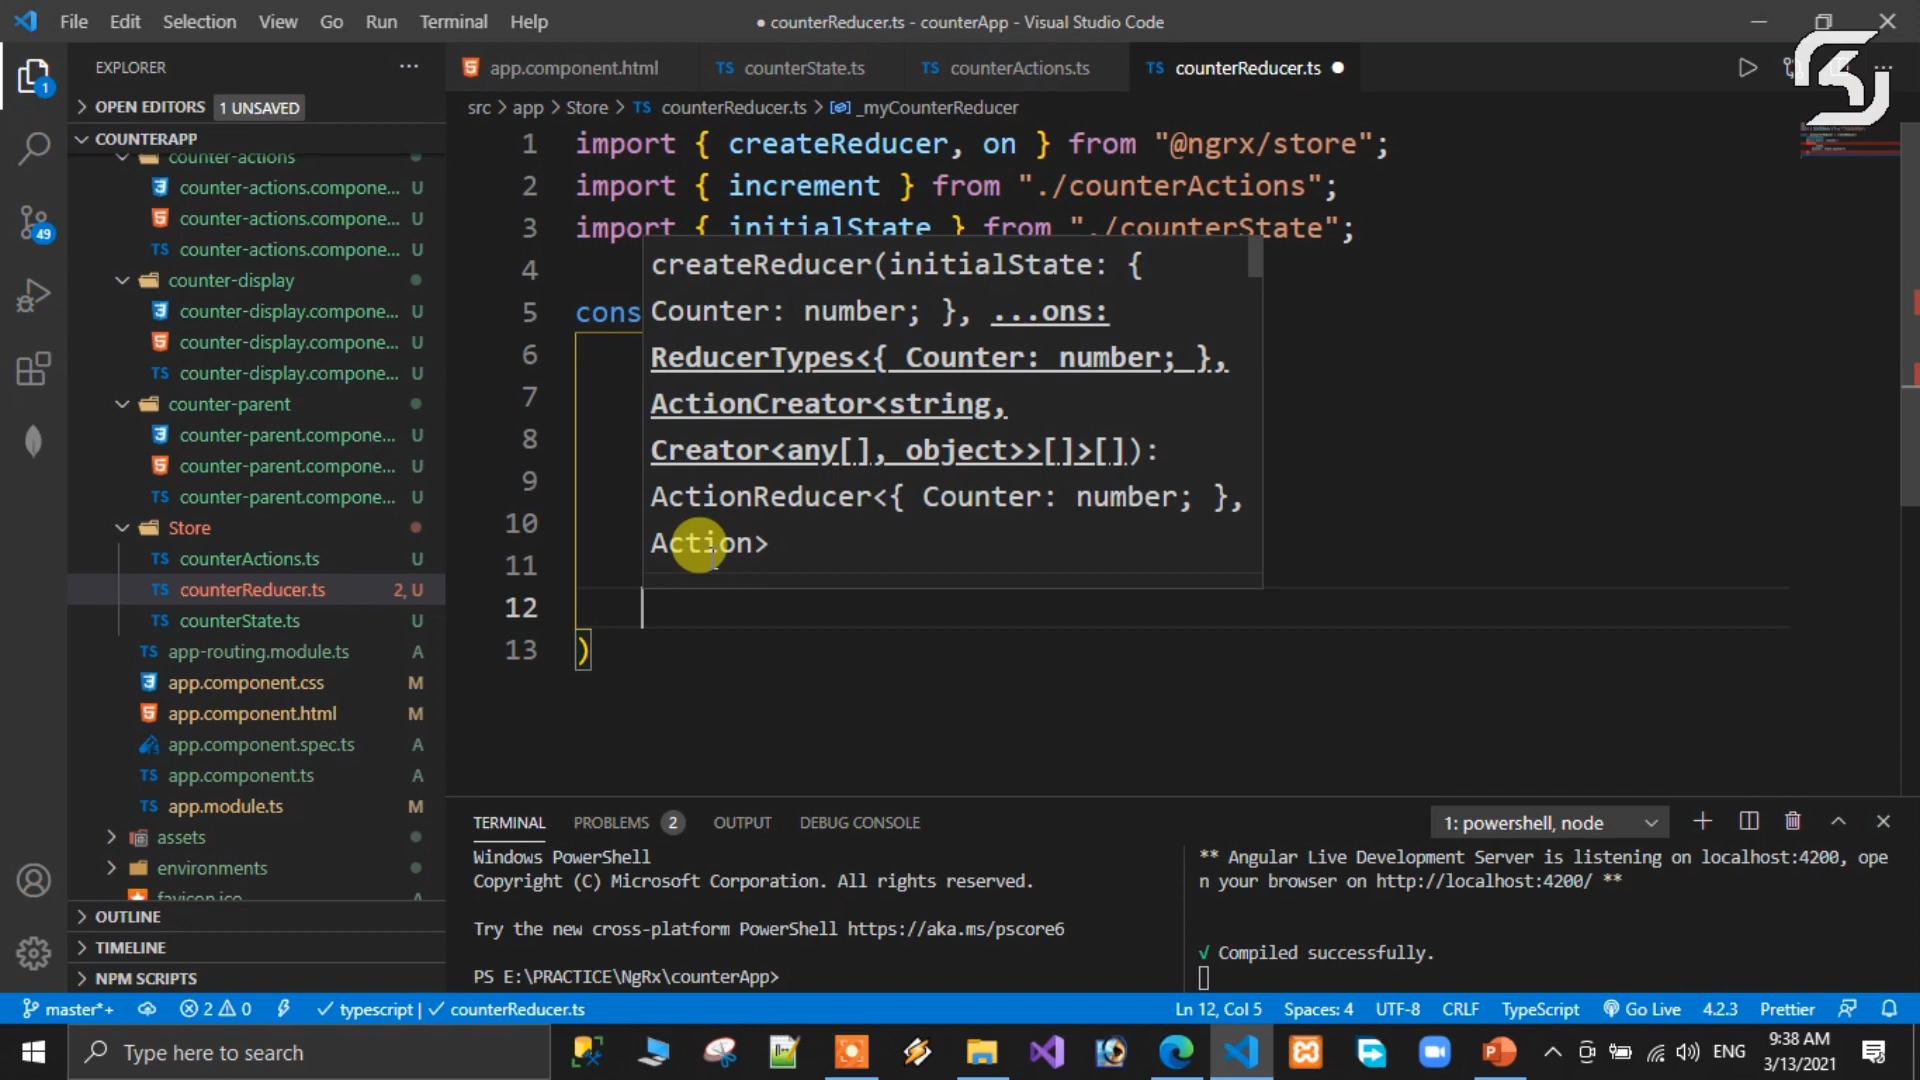 File Edit Selection View Go Run Terminal Help
● counterReducer.ts - counterApp - Visual Studio Code
EXPLORER
OPEN EDITORS 1 UNSAVED
COUNTERAPP
counter-actions
counter-actions.compone... U
counter-actions.compone... U
counter-actions.compone... U
counter-display
counter-display.compone... U
counter-display.compone... U
counter-display.compone... U
counter-parent
counter-parent.compone... U
counter-parent.compone... U
counter-parent.compone... U
Store
TS counterActions.ts U
TS counterReducer.ts 2, U
TS counterState.ts U
TS app-routing.module.ts A
app.component.css M
app.component.html M
app.component.spec.ts A
TS app.component.ts A
TS app.module.ts M
assets
environments
favicon.ico A
OUTLINE
TIMELINE
NPM SCRIPTS
app.component.html TS counterState.ts TS counterActions.ts TS counterReducer.ts ●
src > app > Store > TS counterReducer.ts > _myCounterReducer
1 import { createReducer, on } from "@ngrx/store";
2 import { increment } from "./counterActions";
3 import { initialState } from "./counterState";
4
5 cons
6
7
8
9
10
11
12
13 )
createReducer(initialState: {
Counter: number; }, ...ons:
ReducerTypes<{ Counter: number; },
ActionCreator<string,
Creator<any[], object>>[]>[]):
ActionReducer<{ Counter: number; },
Action>
TERMINAL PROBLEMS 2 OUTPUT DEBUG CONSOLE
1: powershell, node
Windows PowerShell
Copyright (C) Microsoft Corporation. All rights reserved.
Try the new cross-platform PowerShell https://aka.ms/pscore6
PS E:\PRACTICE\NgRx\counterApp>
** Angular Live Development Server is listening on localhost:4200, ope
n your browser on http://localhost:4200/ **
√ Compiled successfully.
master*+ 2 0 typescript | counterReducer.ts
Ln 12, Col 5 Spaces: 4 UTF-8 CRLF TypeScript Go Live 4.2.3 Prettier
Type here to search
ENG
9:38 AM
3/13/2021